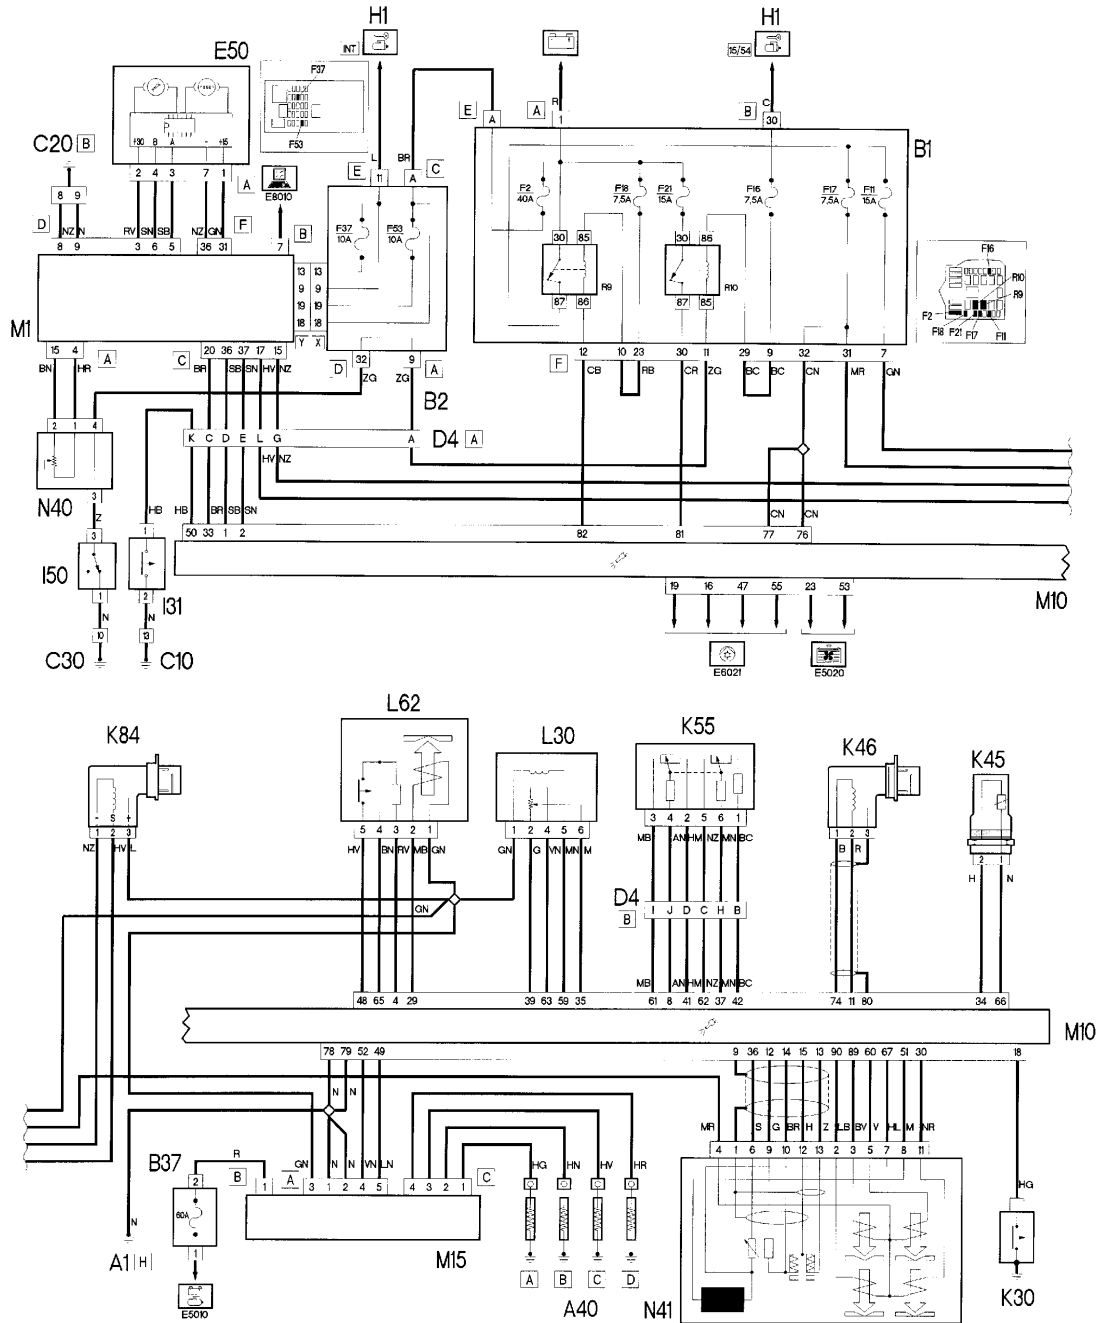 H1 H1
INT 15/54
E50 F37
F53
E A R B C
A 1 30
B1
C20 B
+30 B A - +15
2 4 3 7 1 A
E8010
L BR
E 11 A C
8 9
D NZ N RV SN SB NZ GN F
8 9 3 6 5 36 31 7 B
F37 10A F53 10A
F2 40A F18 7,5A F21 15A F16 7,5A F17 7,5A F11 15A
30 85 30 86
R9 R10
87 86 87 85
F16
R10
R9
F2
F18 F21 F17 F11
13 13
9 9
19 19
18 18
Y X
M1
15 4 A C 20 36 37 17 15
D 32 9 A
B2
F 12 10 23 30 11 29 9 32 31 7
BN HR BR SB SN HV NZ ZG ZG
CB RB CR ZG BC BC CN MR GN
2 1 4
K C D E L G A D4 A
HV NZ
N40
3
Z HB HB BR SB SN CN CN
3 1 50 33 1 2 82 81 77 76
I50 I31 M10
1 2
N N
10 13
C30 C10
19 16 47 55 23 53
E6021 E5020
K84 L62 L30 K55 K46 K45
- S +
1 2 3
5 4 3 2 1
1 2 4 5 6
3 4 2 5 6 1
1 2 3
2 1
NZ HV L
HV BN RV MB GN
GN G VN MN M
MB AN HM NZ MN BC
B R
H N
GN
D4 B
I J D C H B
MB AN HM NZ MN BC
48 65 4 29 39 63 59 35 61 8 41 62 37 42 74 11 80 34 66
M10
78 79 52 49 9 36 12 14 15 13 90 89 60 67 51 30 18
N N
MR S G BR H Z LB BV V HL M NR
4 1 6 9 10 12 13 2 3 5 7 8 11
B37 R B A GN N N VN LN C HG HN HV HR HG
2 1 3 1 2 4 5 4 3 2 1
60A
N
1
A1 H
M15
A B C D
A40
N41
K30
E5010